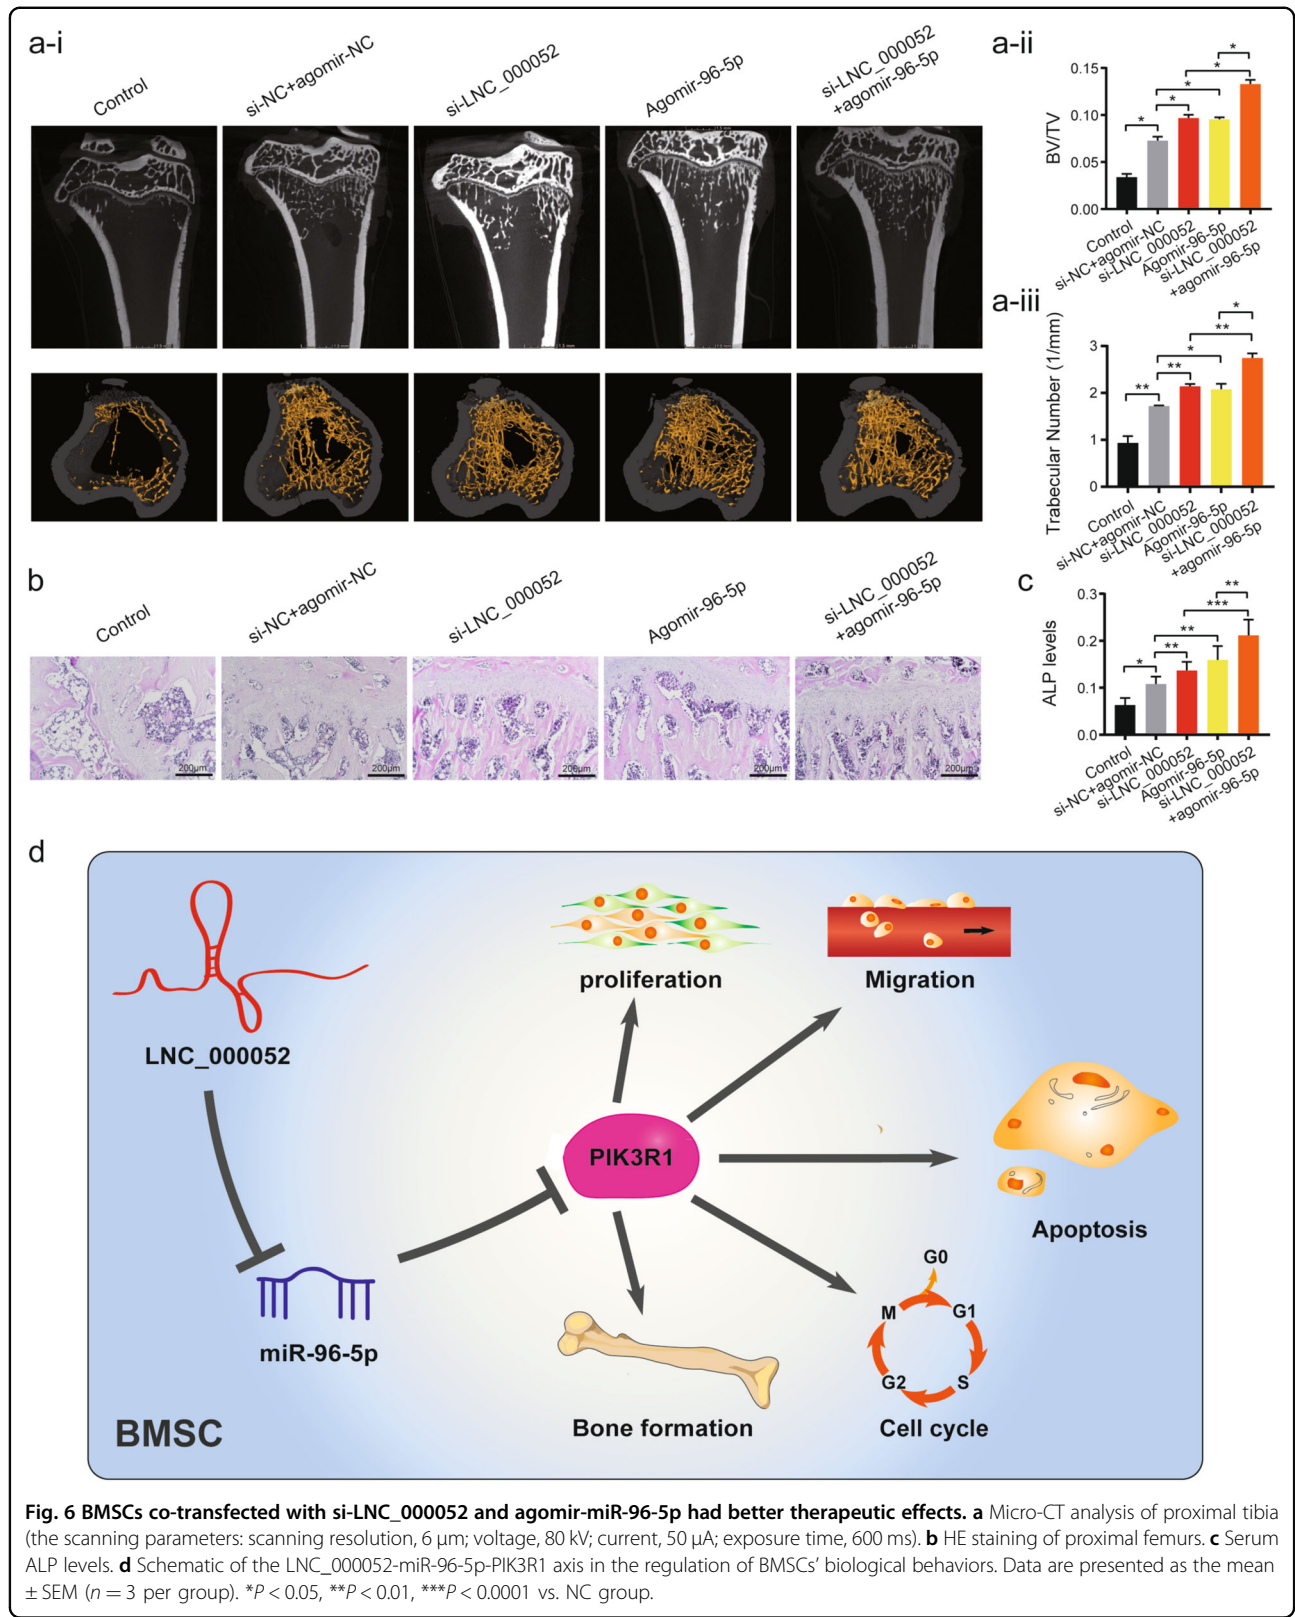 a-i
Control
si-NC+agomir-NC
si-LNC_000052
Agomir-96-5p
si-LNC_000052
+agomir-96-5p
a-ii
BV/TV
0.15
0.10
0.05
0.00
*
*
*
*
*
Control
si-NC+agomir-NC
si-LNC_000052
Agomir-96-5p
si-LNC_000052
+agomir-96-5p
a-iii
Trabecular Number (1/mm)
3
2
1
0
**
**
*
**
*
Control
si-NC+agomir-NC
si-LNC_000052
Agomir-96-5p
si-LNC_000052
+agomir-96-5p
b
Control
si-NC+agomir-NC
si-LNC_000052
Agomir-96-5p
si-LNC_000052
+agomir-96-5p
200μm
200μm
200μm
200μm
200μm
c
ALP levels
0.3
0.2
0.1
0.0
*
**
**
***
**
Control
si-NC+agomir-NC
si-LNC_000052
Agomir-96-5p
si-LNC_000052
+agomir-96-5p
d
LNC_000052
miR-96-5p
BMSC
PIK3R1
proliferation
Migration
Apoptosis
G0
M
G1
G2
S
Cell cycle
Bone formation
Fig. 6 BMSCs co-transfected with si-LNC_000052 and agomir-miR-96-5p had better therapeutic effects. a Micro-CT analysis of proximal tibia
(the scanning parameters: scanning resolution, 6 μm; voltage, 80 kV; current, 50 μA; exposure time, 600 ms). b HE staining of proximal femurs. c Serum
ALP levels. d Schematic of the LNC_000052-miR-96-5p-PIK3R1 axis in the regulation of BMSCs’ biological behaviors. Data are presented as the mean
± SEM (n = 3 per group). *P < 0.05, **P < 0.01, ***P < 0.0001 vs. NC group.